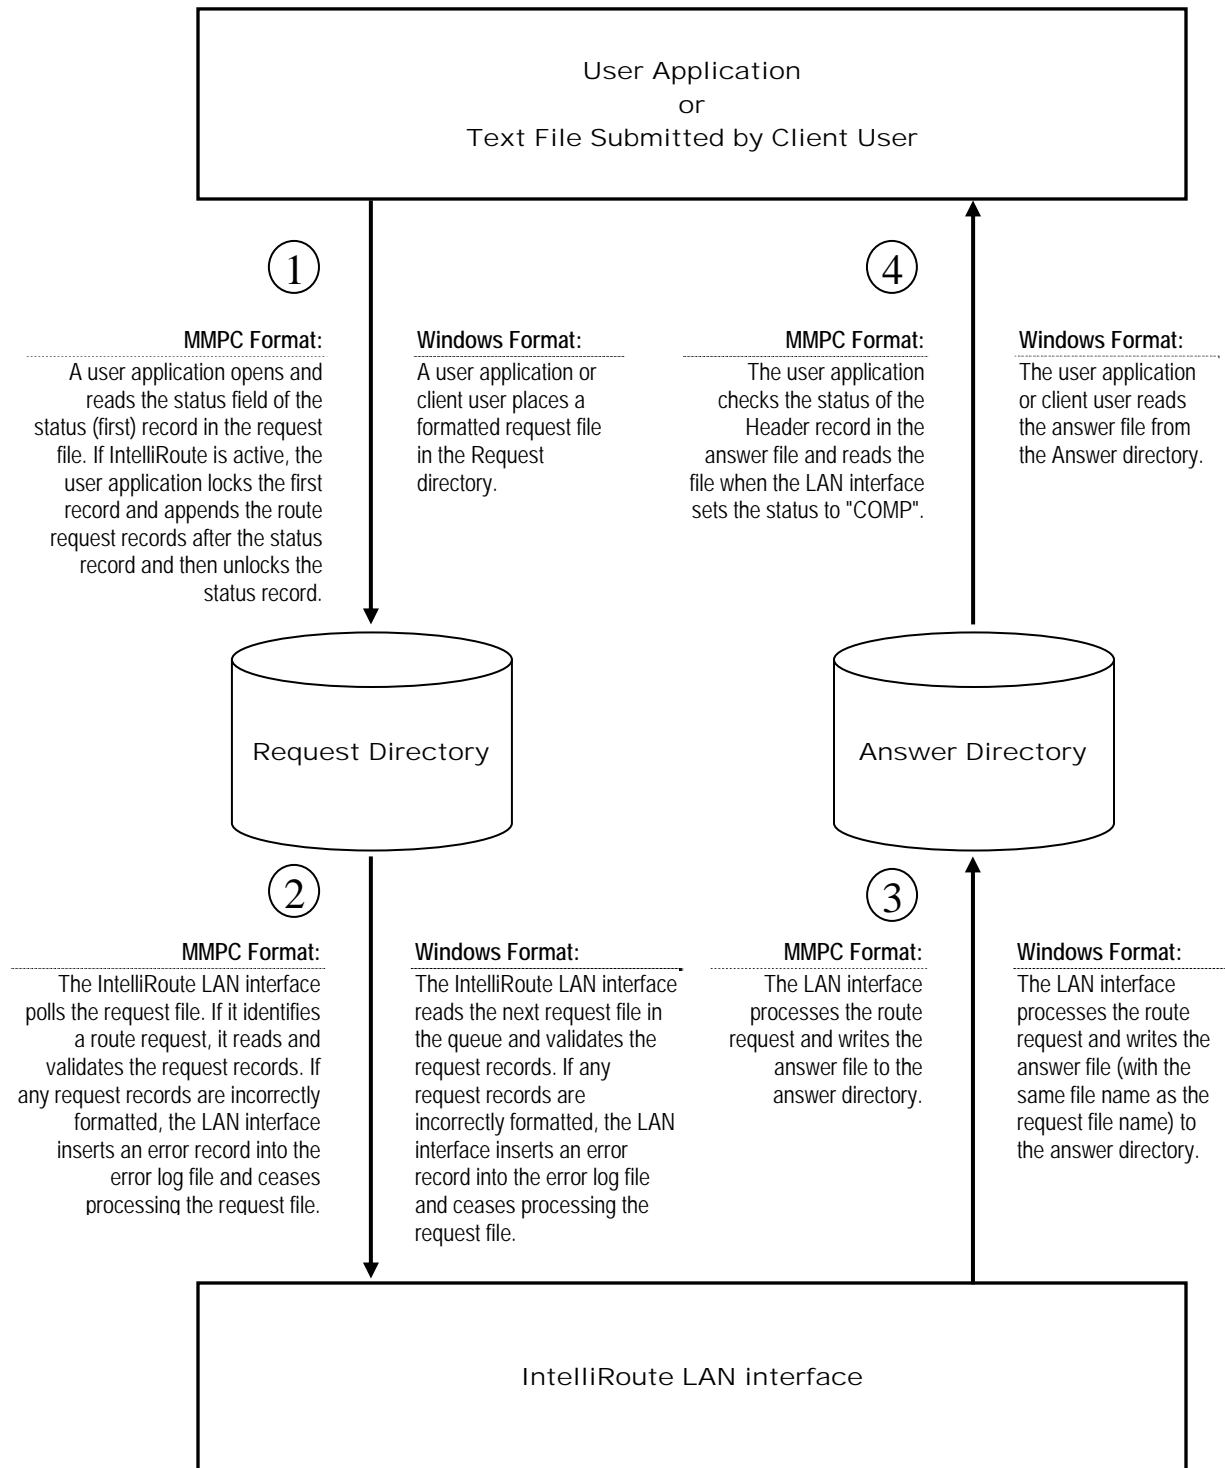 User Application
or
Text File Submitted by Client User
1
MMPC Format:
A user application opens and
reads the status field of the
status (first) record in the request
file. If IntelliRoute is active, the
user application locks the first
record and appends the route
request records after the status
record and then unlocks the
status record.
Windows Format:
A user application or
client user places a
formatted request file
in the Request
directory.
4
MMPC Format:
The user application
checks the status of the
Header record in the
answer file and reads the
file when the LAN interface
sets the status to "COMP".
Windows Format:
The user application
or client user reads
the answer file from
the Answer directory.
Request Directory
Answer Directory
2
MMPC Format:
The IntelliRoute LAN interface
polls the request file. If it identifies
a route request, it reads and
validates the request records. If
any request records are incorrectly
formatted, the LAN interface
inserts an error record into the
error log file and ceases
processing the request file.
Windows Format:
The IntelliRoute LAN interface
reads the next request file in
the queue and validates the
request records. If any
request records are
incorrectly formatted, the LAN
interface inserts an error
record into the error log file
and ceases processing the
request file.
3
MMPC Format:
The LAN interface
processes the route
request and writes the
answer file to the
answer directory.
Windows Format:
The LAN interface
processes the route
request and writes the
answer file (with the
same file name as the
request file name) to
the answer directory.
IntelliRoute LAN interface